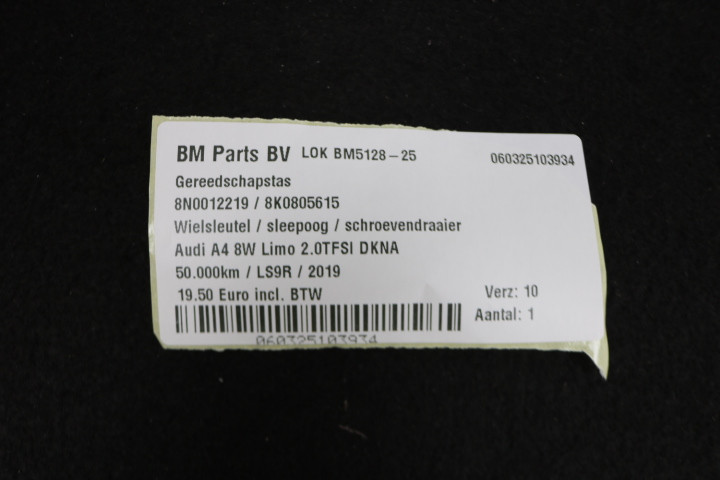 BM Parts BV LOK BM5128-25 060325103934
Gereedschapstas
8N0012219 / 8K0805615
Wielsleutel / sleepoog / schroevendraaier
Audi A4 8W Limo 2.0TFSI DKNA
50.000km / LS9R / 2019
19.50 Euro incl. BTW Verz: 10
Aantal: 1
060325103934